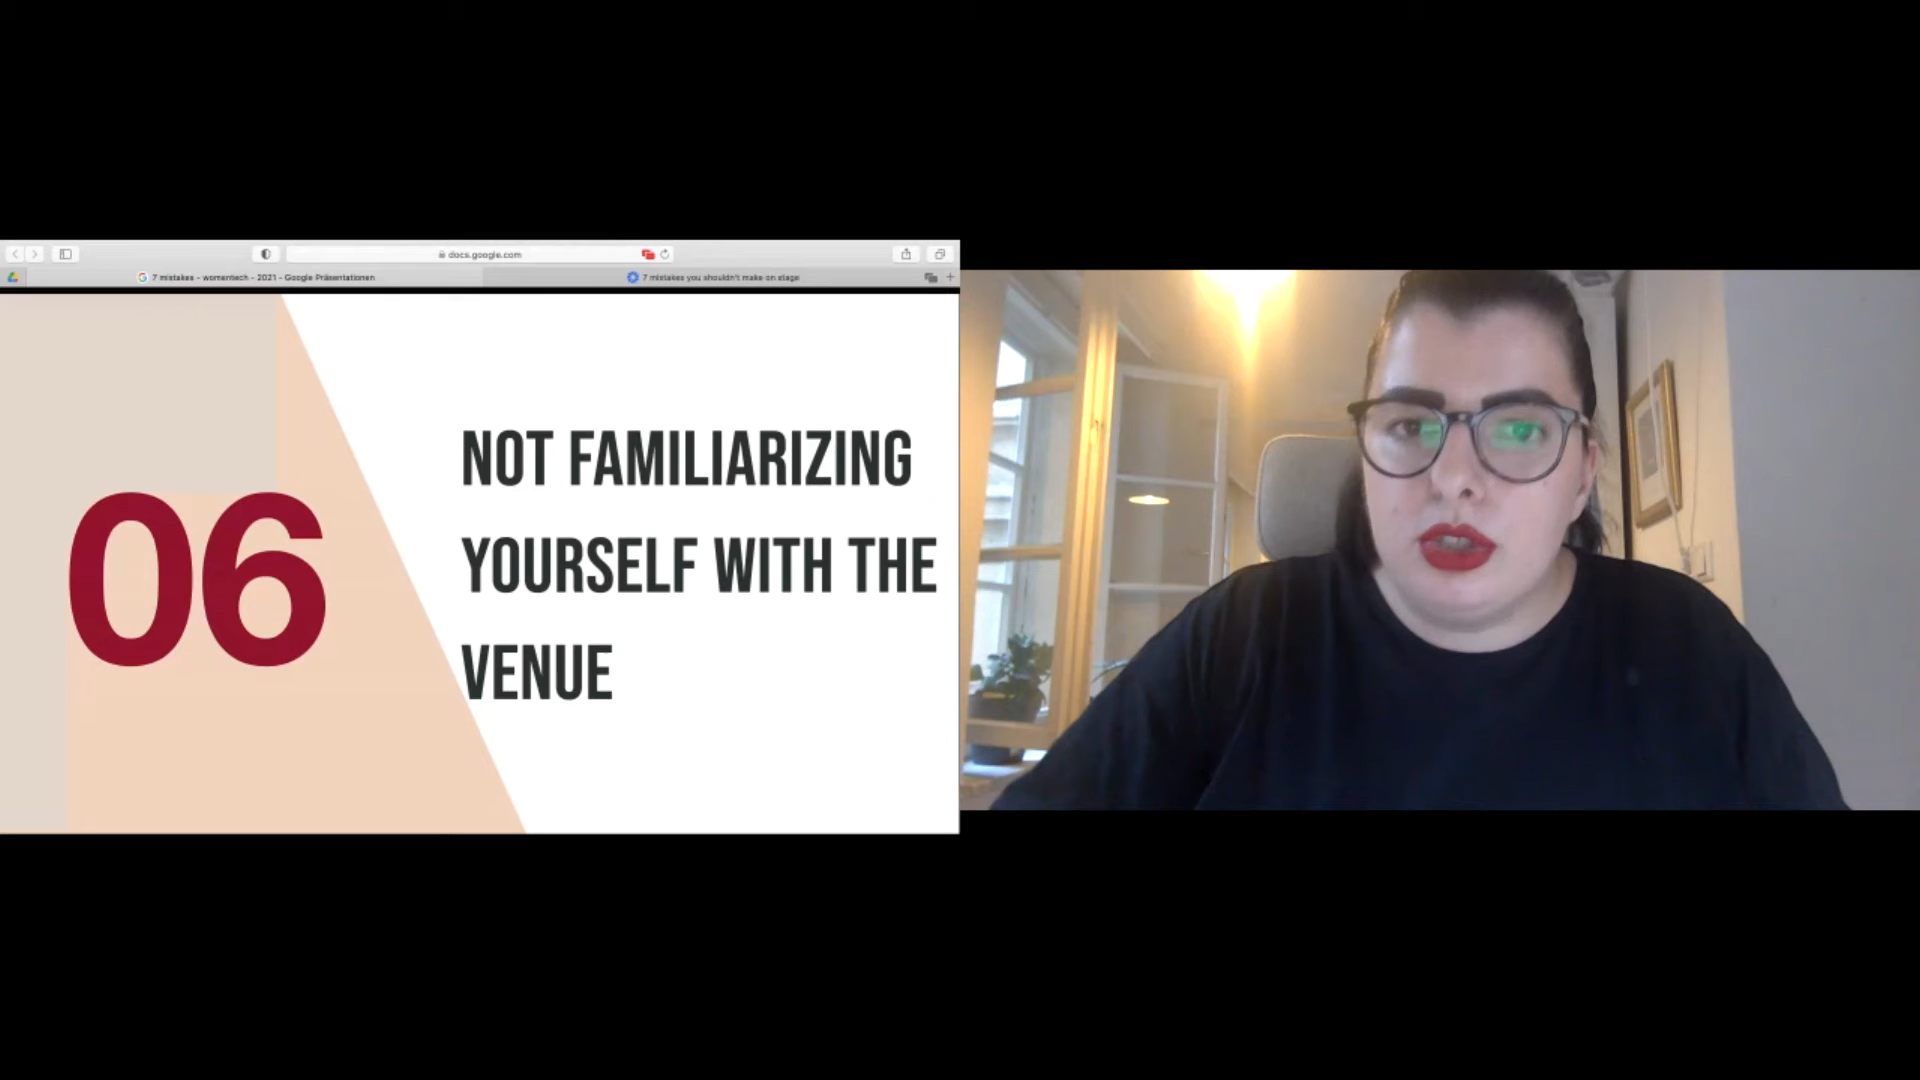 docs.google.com
7 mistakes - womentech - 2021 - Google Präsentationen
7 mistakes you shouldn't make on stage
06
NOT FAMILIARIZING
YOURSELF WITH THE
VENUE